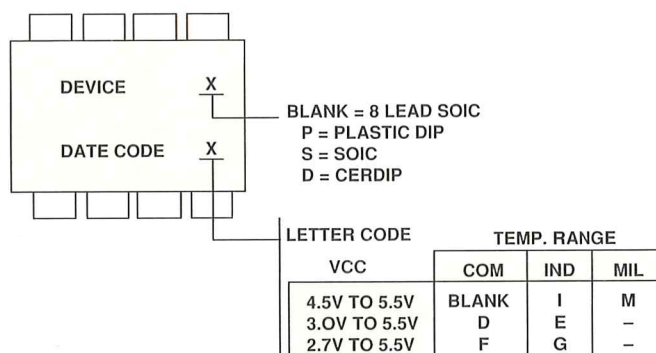 DEVICE X
BLANK = 8 LEAD SOIC
P = PLASTIC DIP
DATE CODE X
S = SOIC
D = CERDIP
LETTER CODE TEMP. RANGE
VCC COM IND MIL
4.5V TO 5.5V BLANK I M
3.OV TO 5.5V D E –
2.7V TO 5.5V F G –